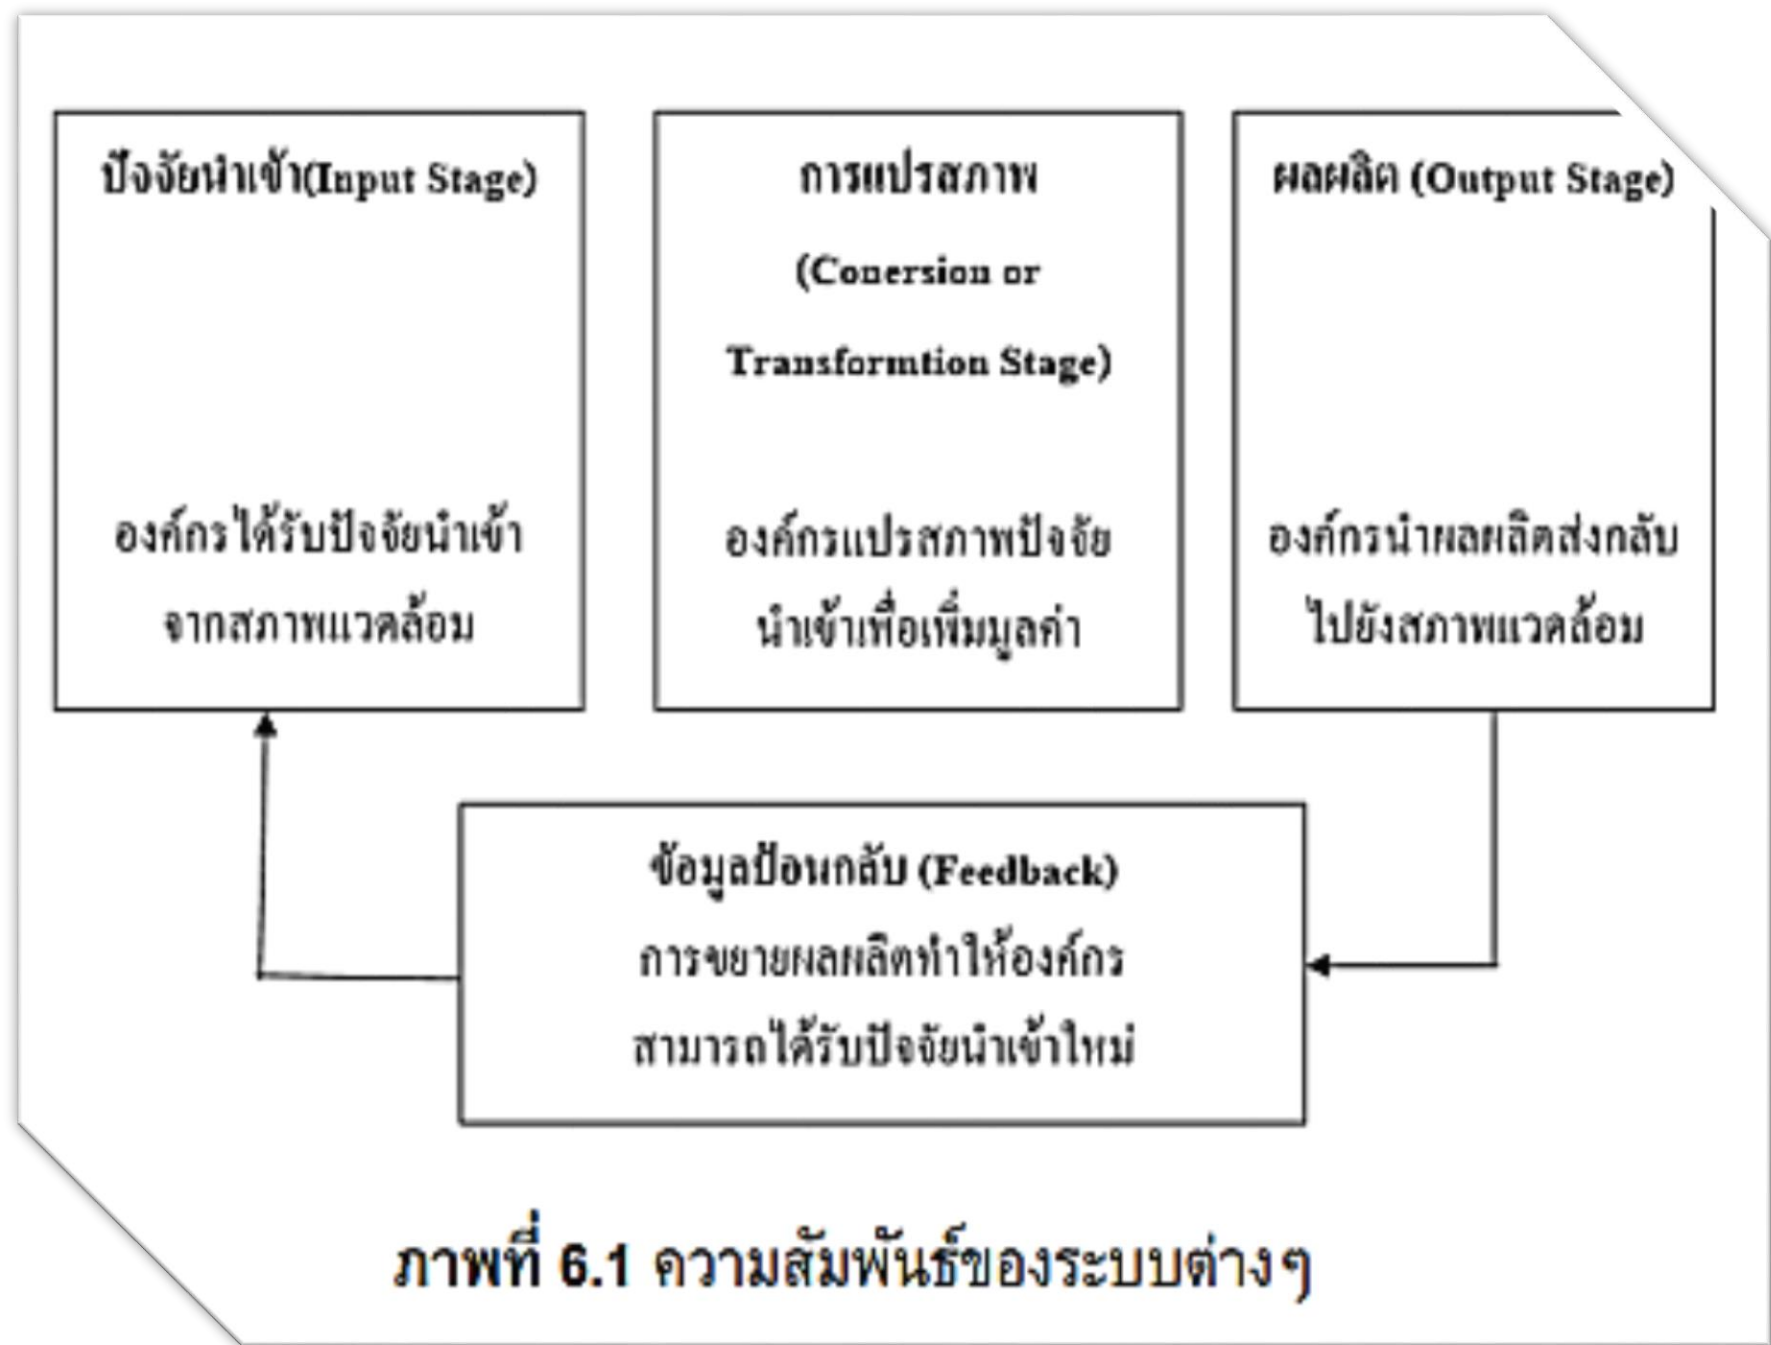 ปัจจัยนำเข้า(Input Stage)
องค์กรได้รับปัจจัยนำเข้า
จากสภาพแวดล้อม
การแปรสภาพ
(Conersion or
Transformtion Stage)
องค์กรแปรสภาพปัจจัย
นำเข้าเพื่อเพิ่มมูลค่า
ผลผลิต (Output Stage)
องค์กรนำผลผลิตส่งกลับ
ไปยังสภาพแวดล้อม
ข้อมูลป้อนกลับ (Feedback)
การขยายผลผลิตทำให้องค์กร
สามารถได้รับปัจจัยนำเข้าใหม่
ภาพที่ 6.1 ความสัมพันธ์ของระบบต่างๆ